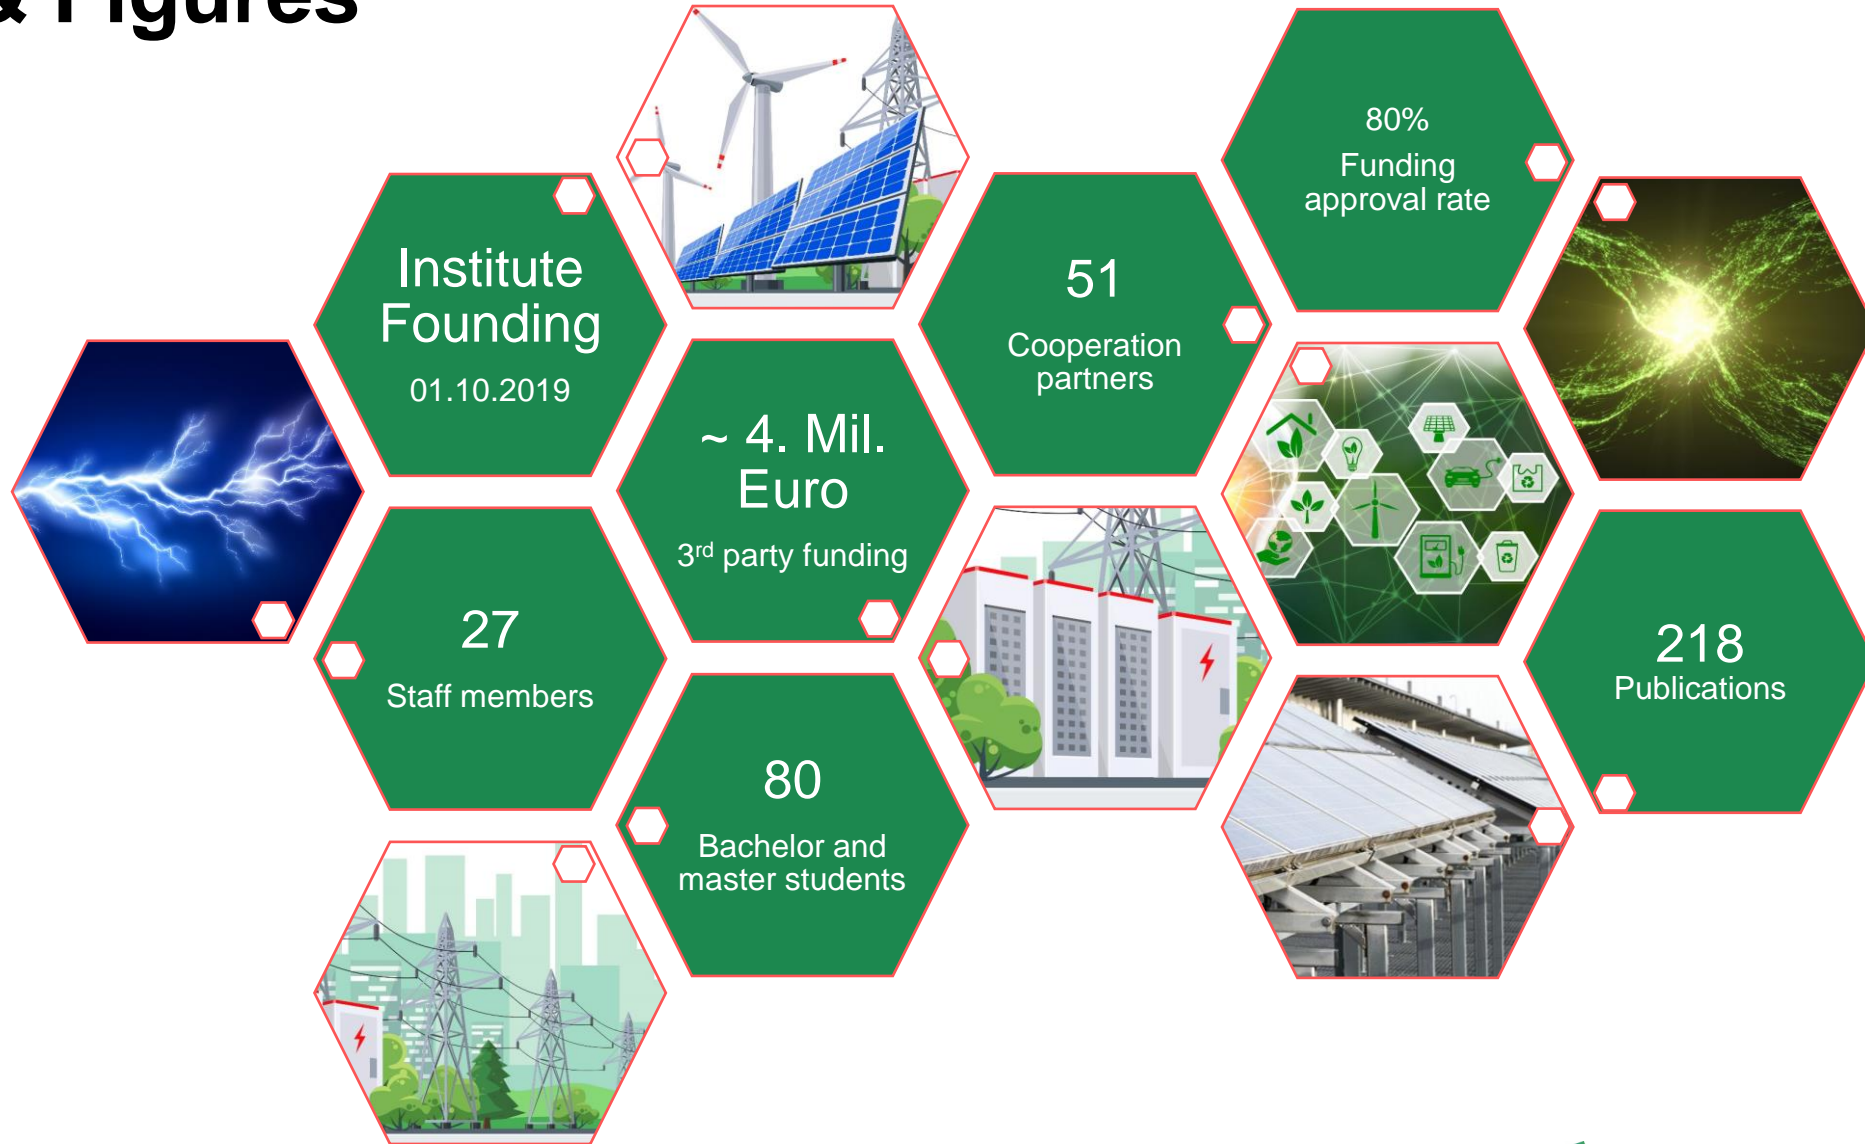 & Figures
80%
Funding
approval rate
Institute
Founding
01.10.2019
51
Cooperation
partners
~ 4. Mil.
Euro
3rd party funding
27
Staff members
218
Publications
80
Bachelor and
master students